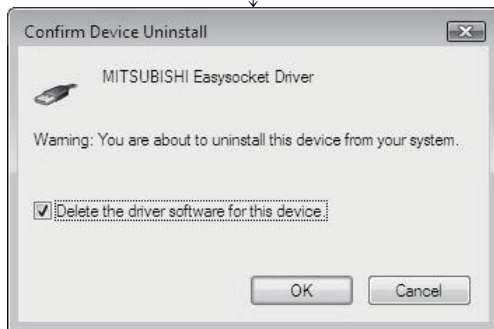 Confirm Device Uninstall
MITSUBISHI Easysocket Driver
Warning: You are about to uninstall this device from your system.
Delete the driver software for this device.
OK
Cancel